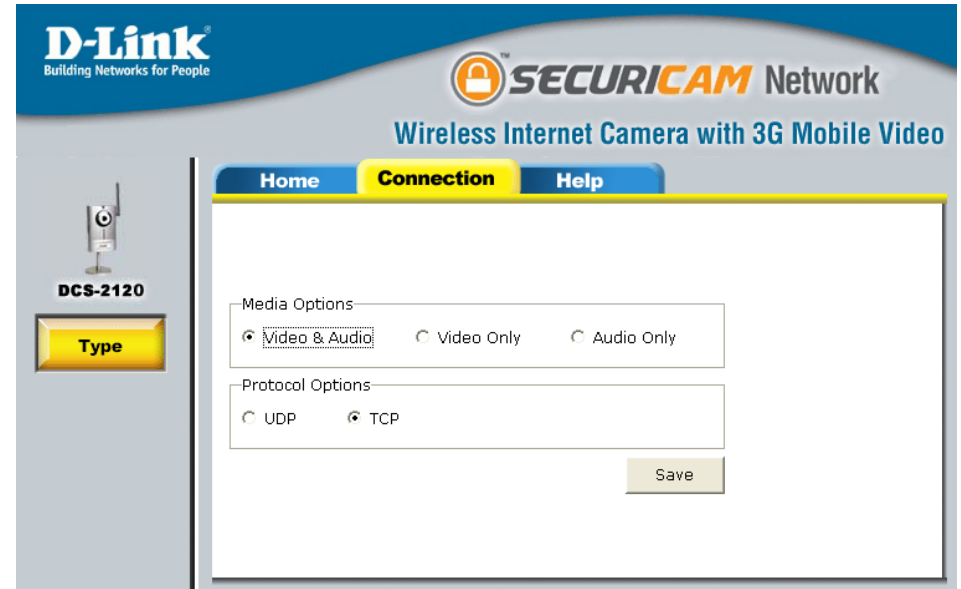 D-Link®
Building Networks for People
™SECURICAM Network
Wireless Internet Camera with 3G Mobile Video
Home Connection Help
DCS-2120
Type
Media Options
Video & Audio Video Only Audio Only
Protocol Options
UDP TCP
Save